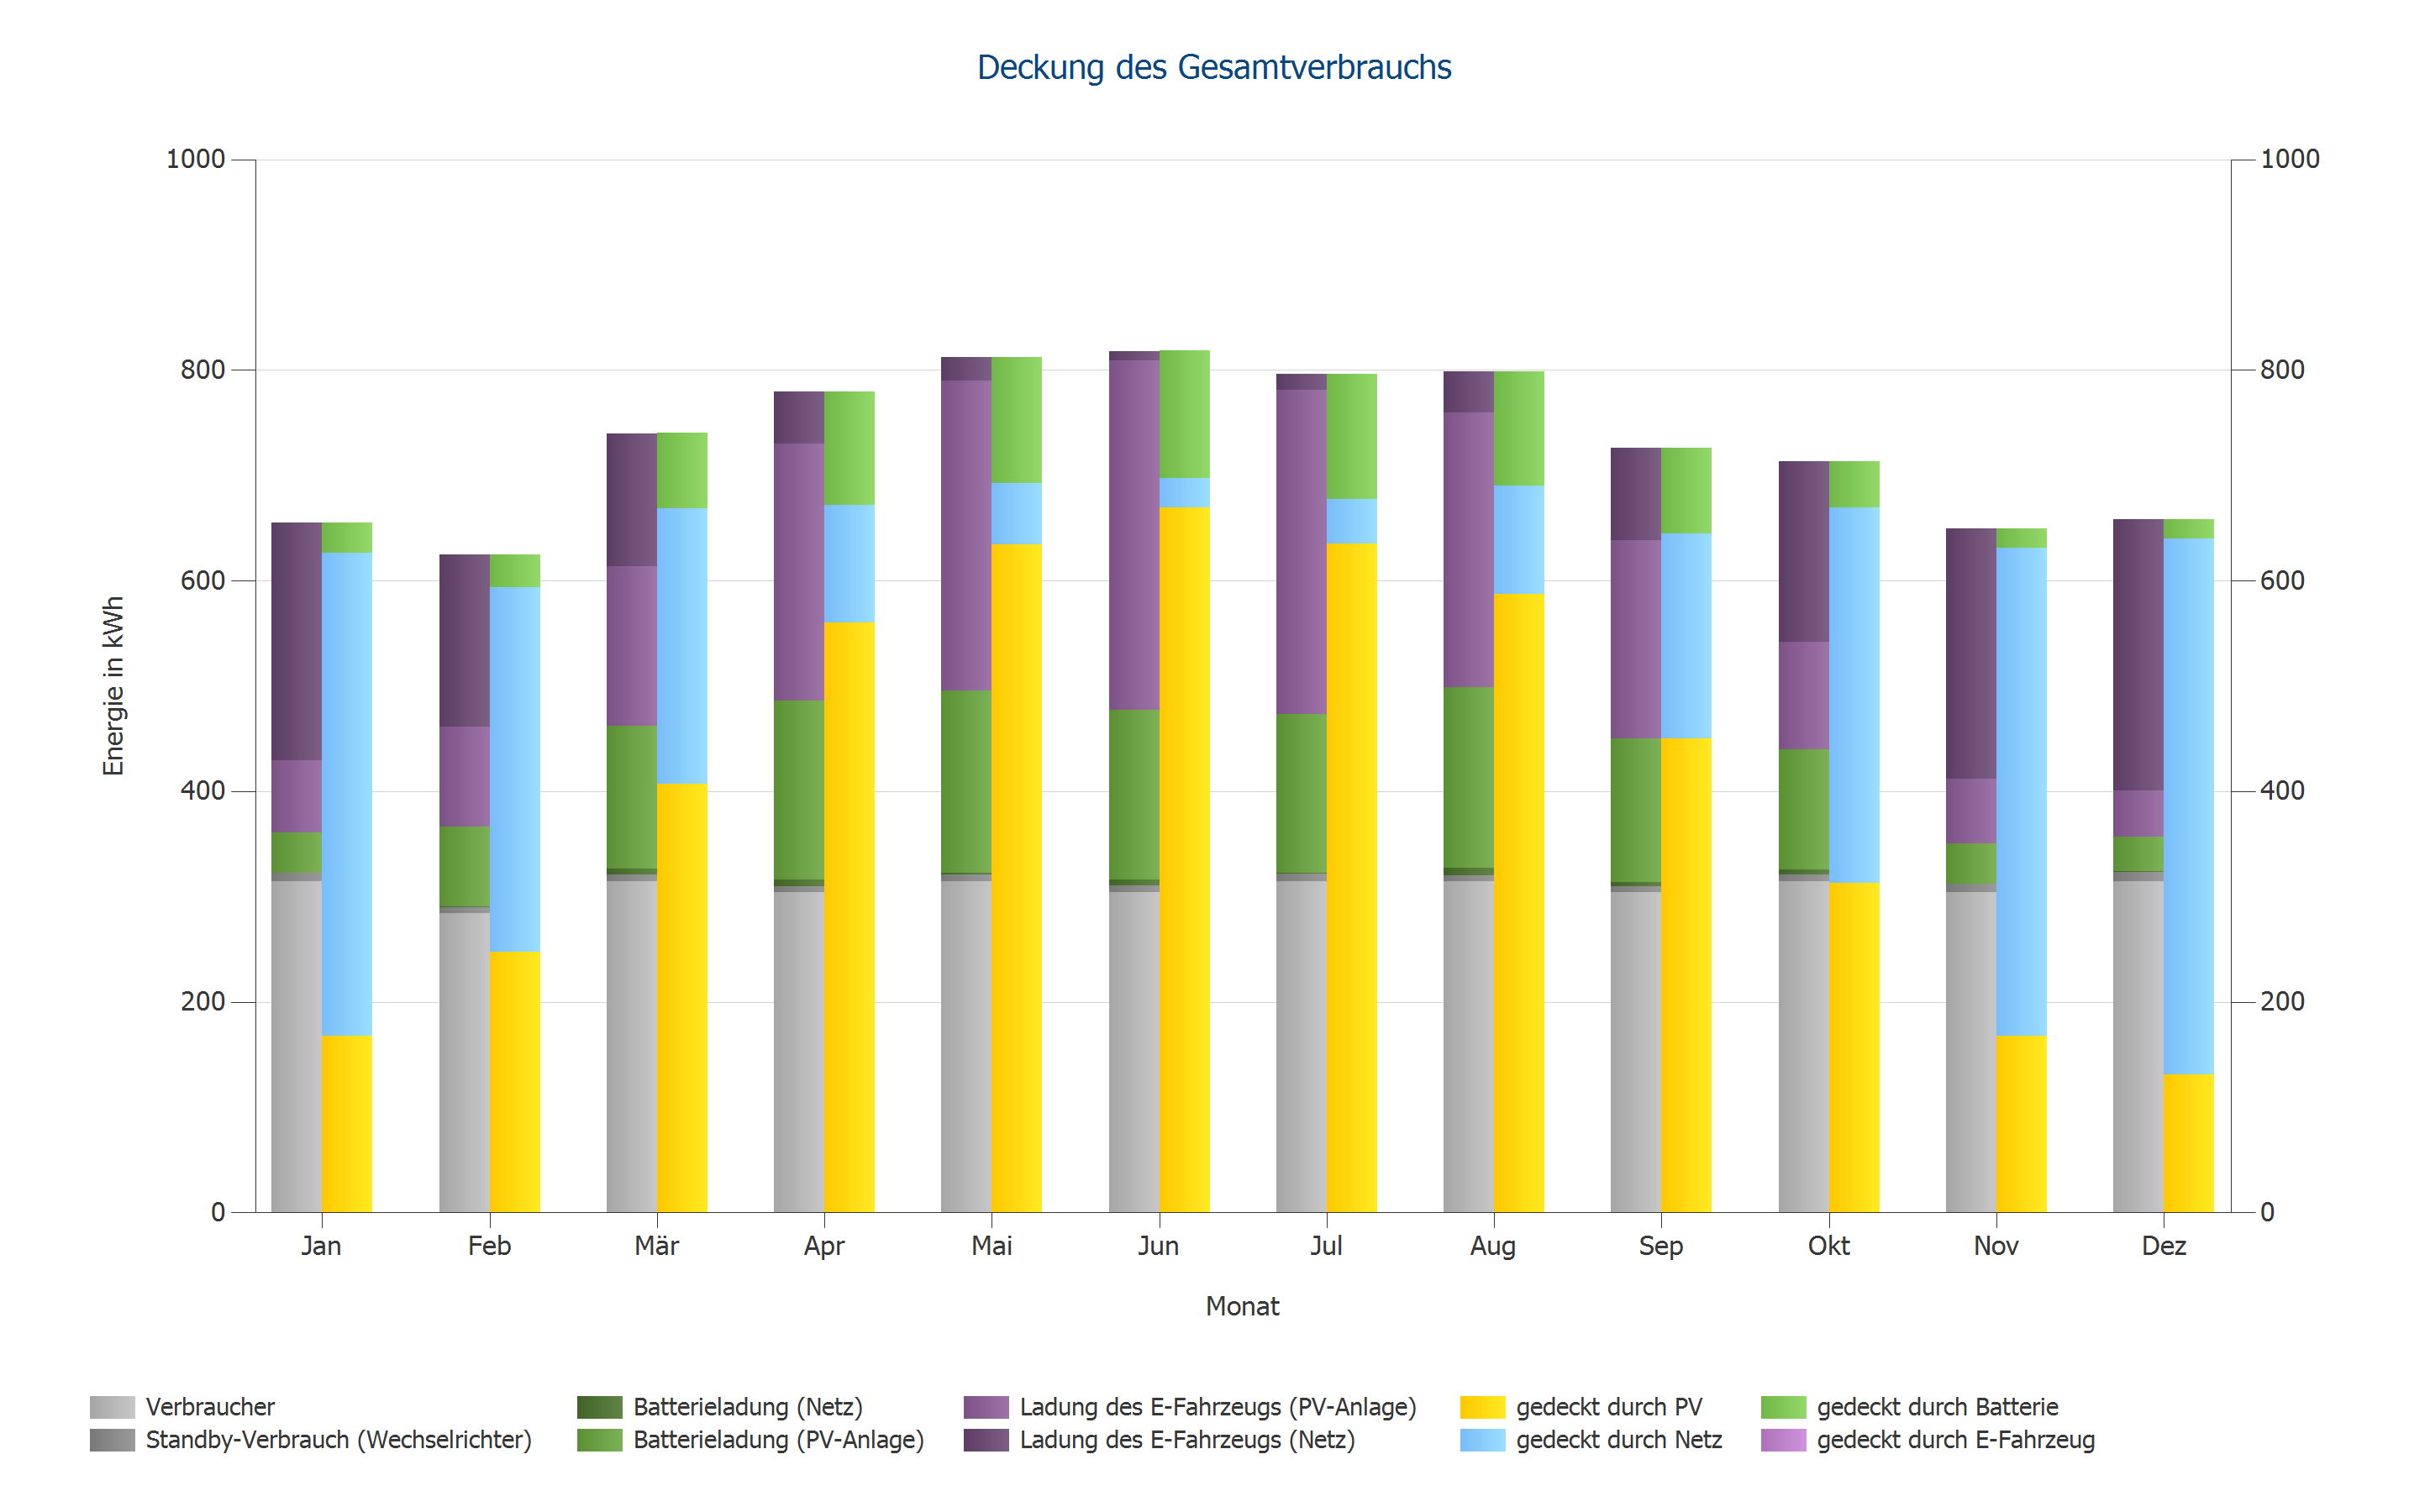 Deckung des Gesamtverbrauchs
1000 1000
800 800
600 600
Energie in kWh
400 400
200 200
0 0
Jan Feb Mär Apr Mai Jun Jul Aug Sep Okt Nov Dez
Monat
Verbraucher Batterieladung (Netz) Ladung des E-Fahrzeugs (PV-Anlage) gedeckt durch PV gedeckt durch Batterie
Standby-Verbrauch (Wechselrichter) Batterieladung (PV-Anlage) Ladung des E-Fahrzeugs (Netz) gedeckt durch Netz gedeckt durch E-Fahrzeug